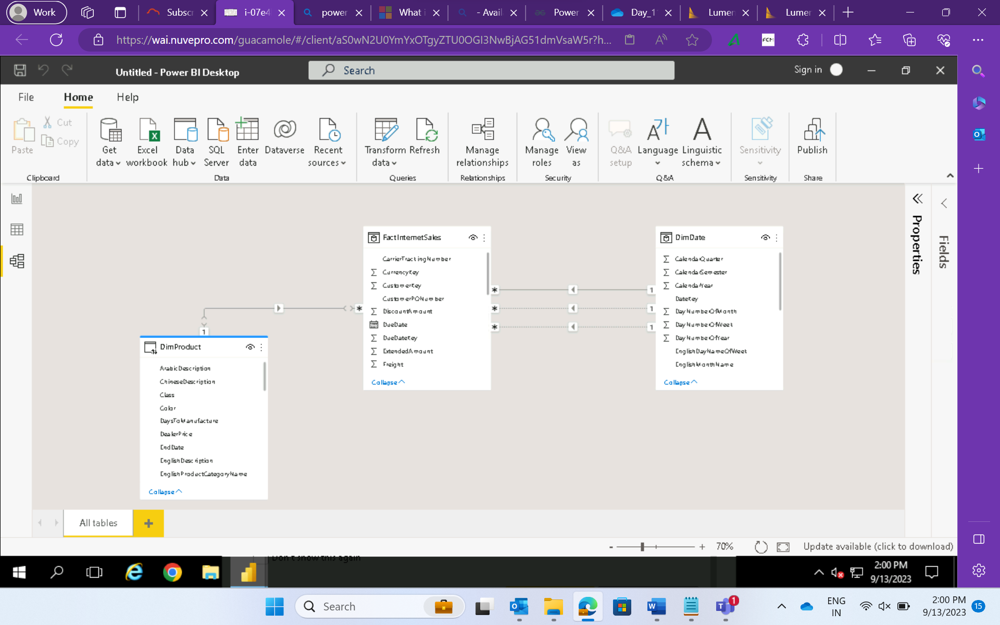 Work
Subscr
i-07e4
power
What i
- Avail
Power
Day_1
Lumen
Lumen
https://wai.nuvepro.com/guacamole/#/client/aS0wN2U0YmYxOTgyZTU0OGI3NwBjAG51dmVsaW5r?h...
FCM
Untitled - Power BI Desktop
Search
Sign in
File
Home
Help
Paste
Cut
Copy
Clipboard
Get data
Excel workbook
Data hub
SQL Server
Enter data
Dataverse
Recent sources
Data
Transform data
Refresh
Queries
Manage relationships
Relationships
Manage roles
View as
Security
Q&A setup
Language
Linguistic schema
Q&A
Sensitivity
Sensitivity
Publish
Share
Properties
Fields
FactInternetSales
CarrierTrackingNumber
CurrencyKey
CustomerKey
CustomerPONumber
DiscountAmount
DueDate
DueDateKey
ExtendedAmount
Freight
Collapse
DimDate
CalendarQuarter
CalendarSemester
CalendarYear
DateKey
DayNumberOfMonth
DayNumberOfWeek
DayNumberOfYear
EnglishDayNameOfWeek
EnglishMonthName
Collapse
* 1
* 1
* 1
*
1
DimProduct
ArabicDescription
ChineseDescription
Class
Color
DaysToManufacture
DealerPrice
EndDate
EnglishDescription
EnglishProductCategoryName
Collapse
All tables
+
- + 70%
Update available (click to download)
Don't show this again
2:00 PM
9/13/2023
Search
1
ENG
IN
2:00 PM
9/13/2023
15